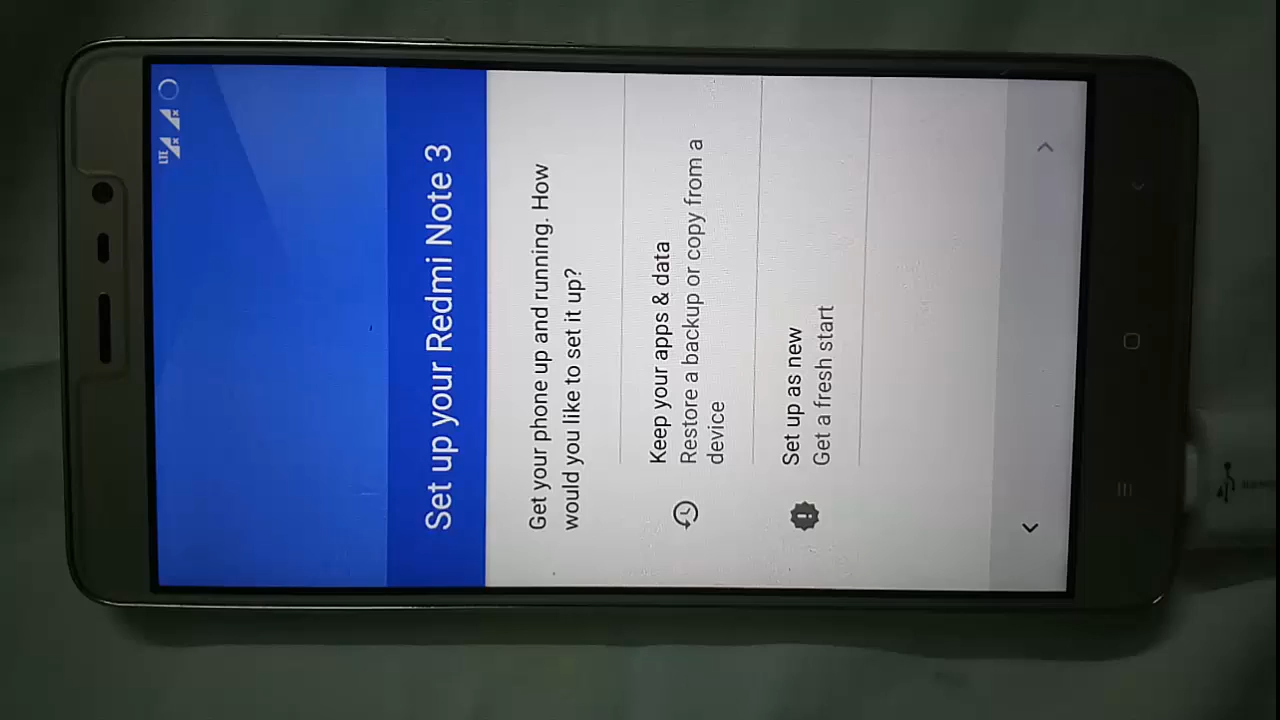 LTE
Set up your Redmi Note 3
Get your phone up and running. How
would you like to set it up?
Keep your apps & data
Restore a backup or copy from a
device
Set up as new
Get a fresh start